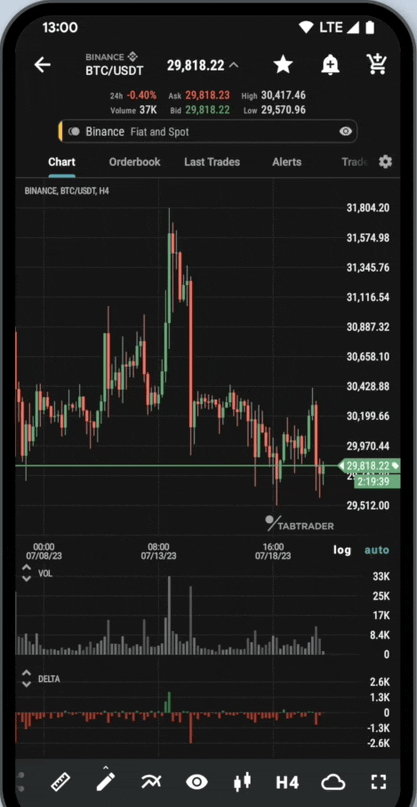 13:00 LTE
BINANCE
BTC/USDT 29,818.22
24h -0.40% Ask 29,818.23 High 30,417.46
Volume 37K Bid 29,818.22 Low 29,570.96
Binance Fiat and Spot
Chart Orderbook Last Trades Alerts Trad
BINANCE, BTC/USDT, H4
31,804.20
31,574.98
31,345.76
31,116.54
30,887.32
30,658.10
30,428.88
30,199.66
29,970.44
29,818.22
2:19:39
29,512.00
TABTRADER
00:00 08:00 16:00
07/08/23 07/13/23 07/18/23
log auto
VOL
33K
25K
17K
8.4K
0
DELTA
2.6K
1.3K
0
-1.3K
-2.6K
H4